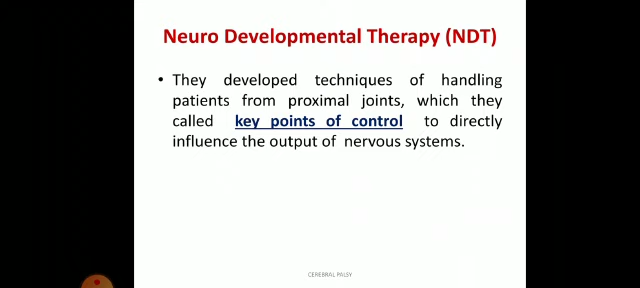 Neuro Developmental Therapy (NDT)
• They developed techniques of handling
patients from proximal joints, which they
called key points of control to directly
influence the output of nervous systems.
CEREBRAL PALSY